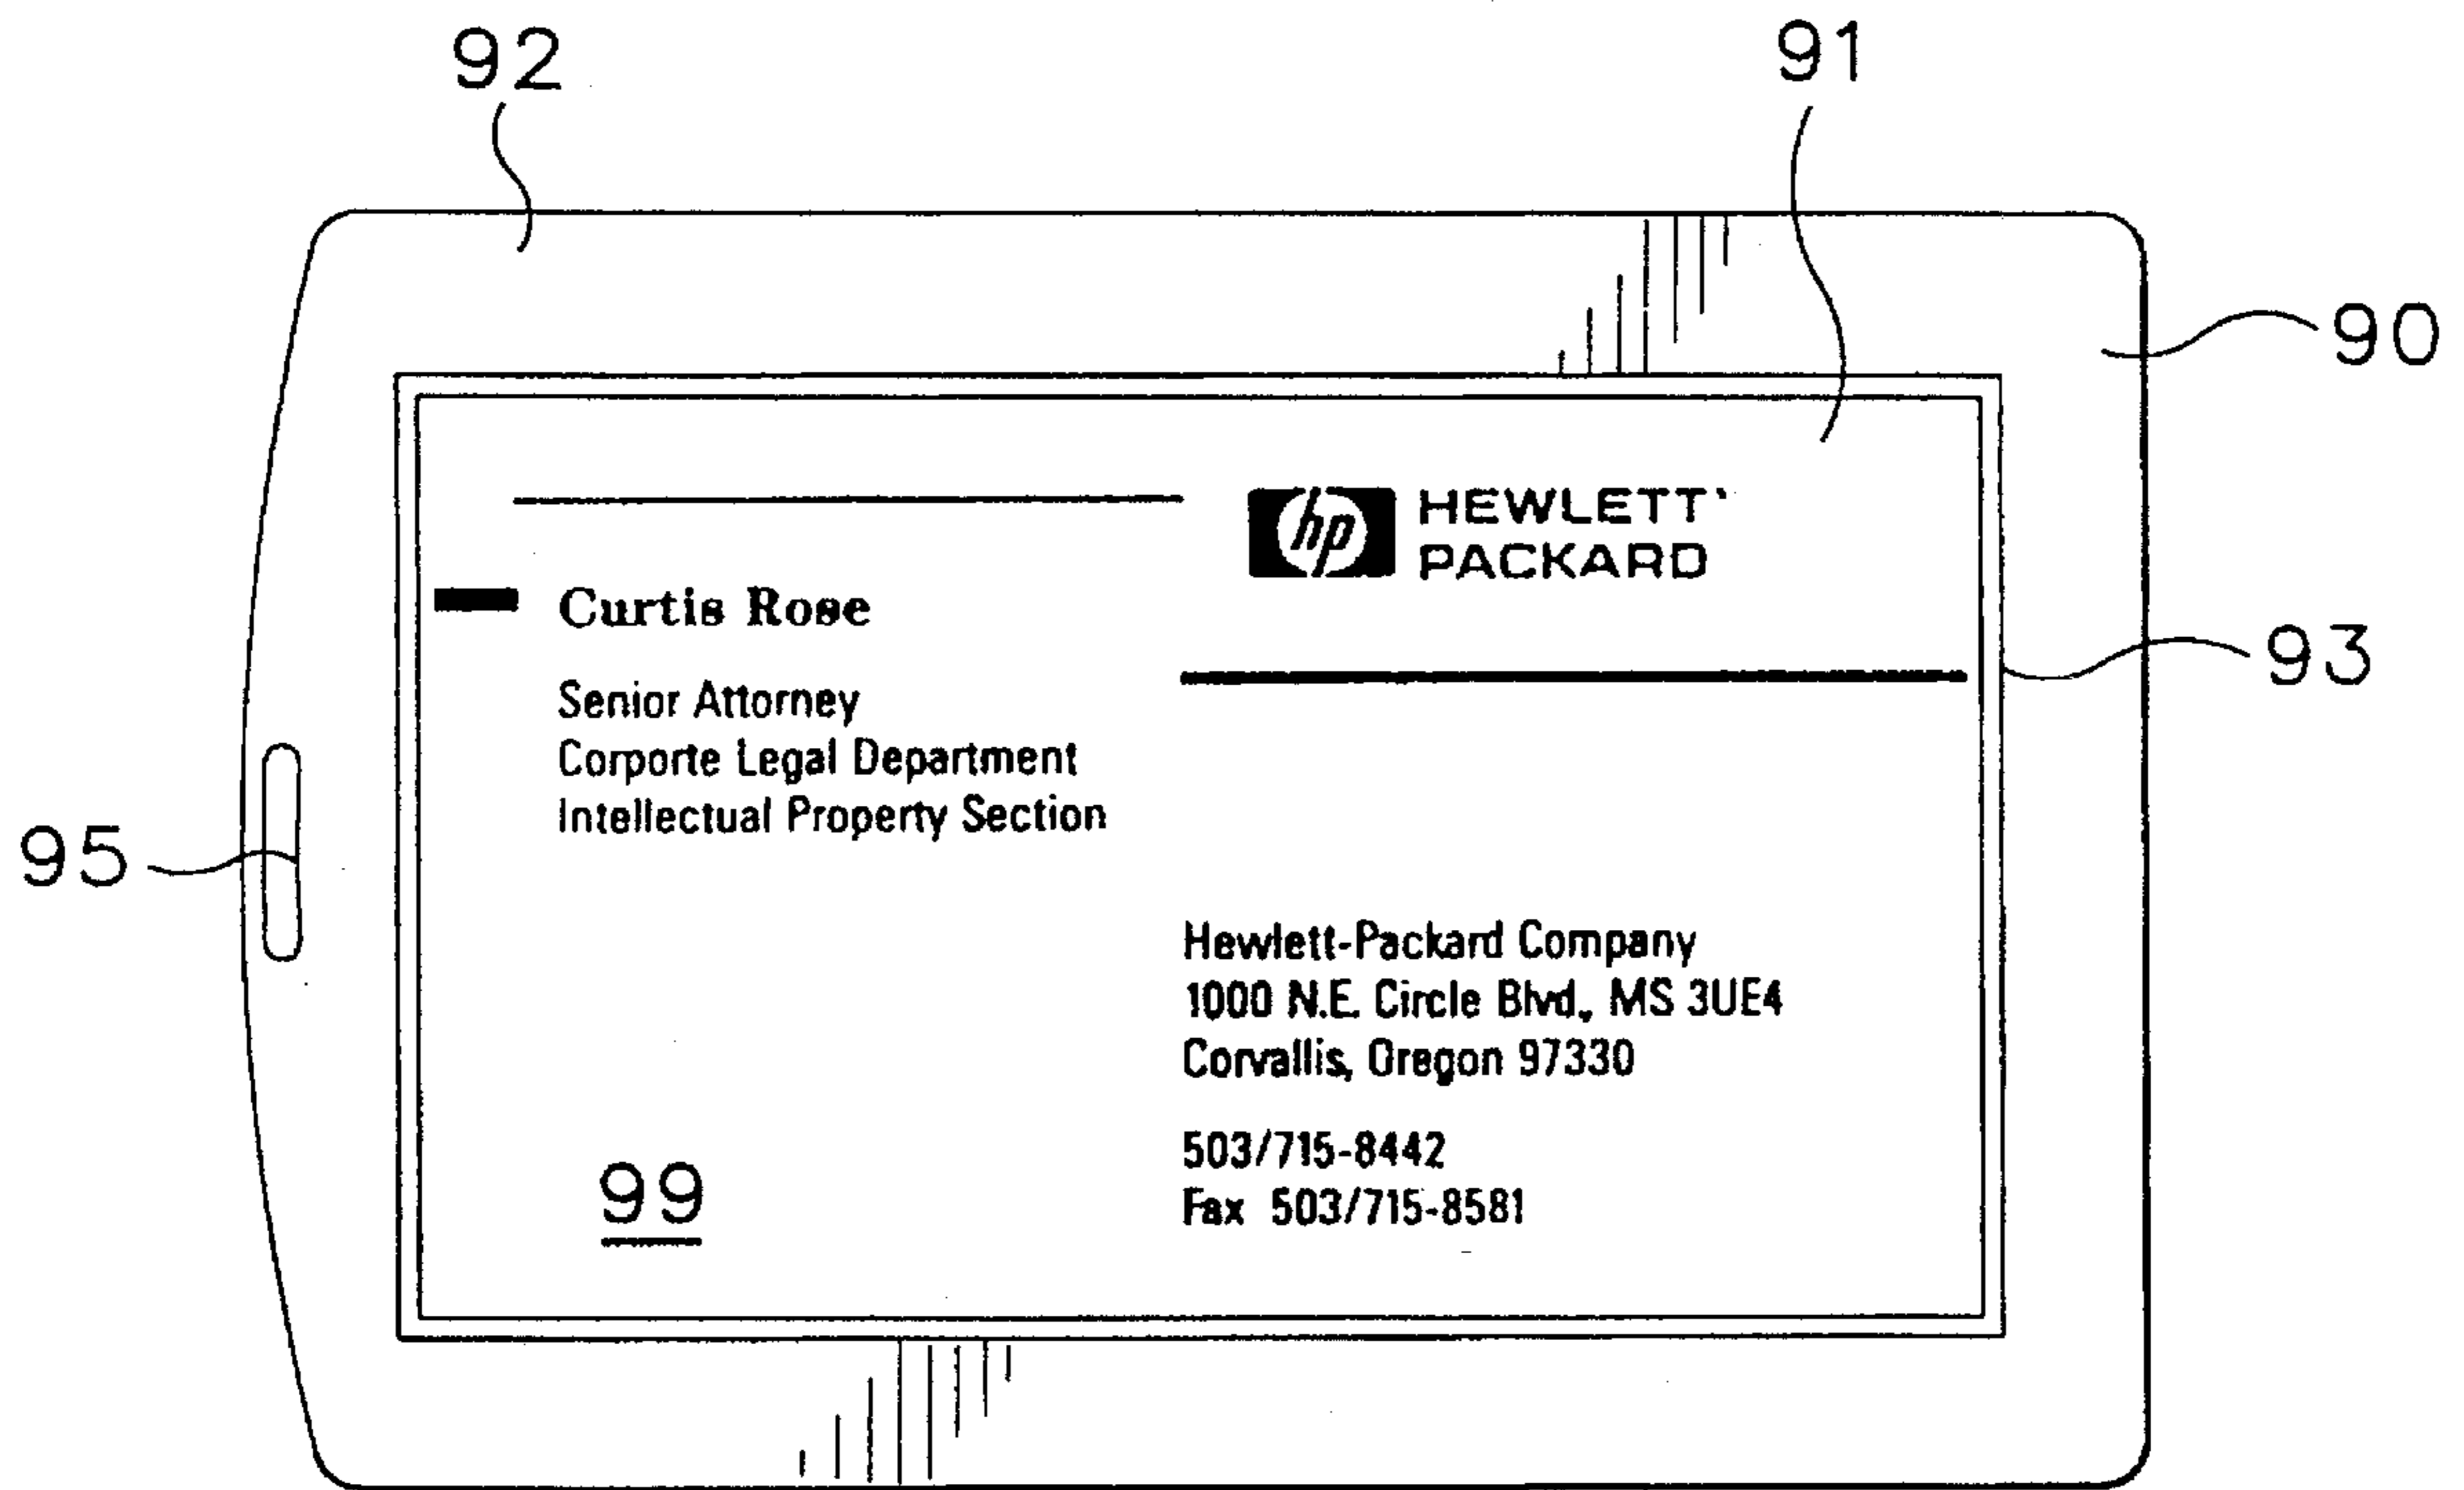 92
91
90
hp HEWLETT
PACKARD
Curtis Rose
93
Senior Attorney
Corporte Legal Department
Intellectual Property Section
95
Hewlett-Packard Company
1000 N.E. Circle Blvd., MS 3UE4
Corvallis, Oregon 97330
503/715-8442
99
Fax 503/715-8581